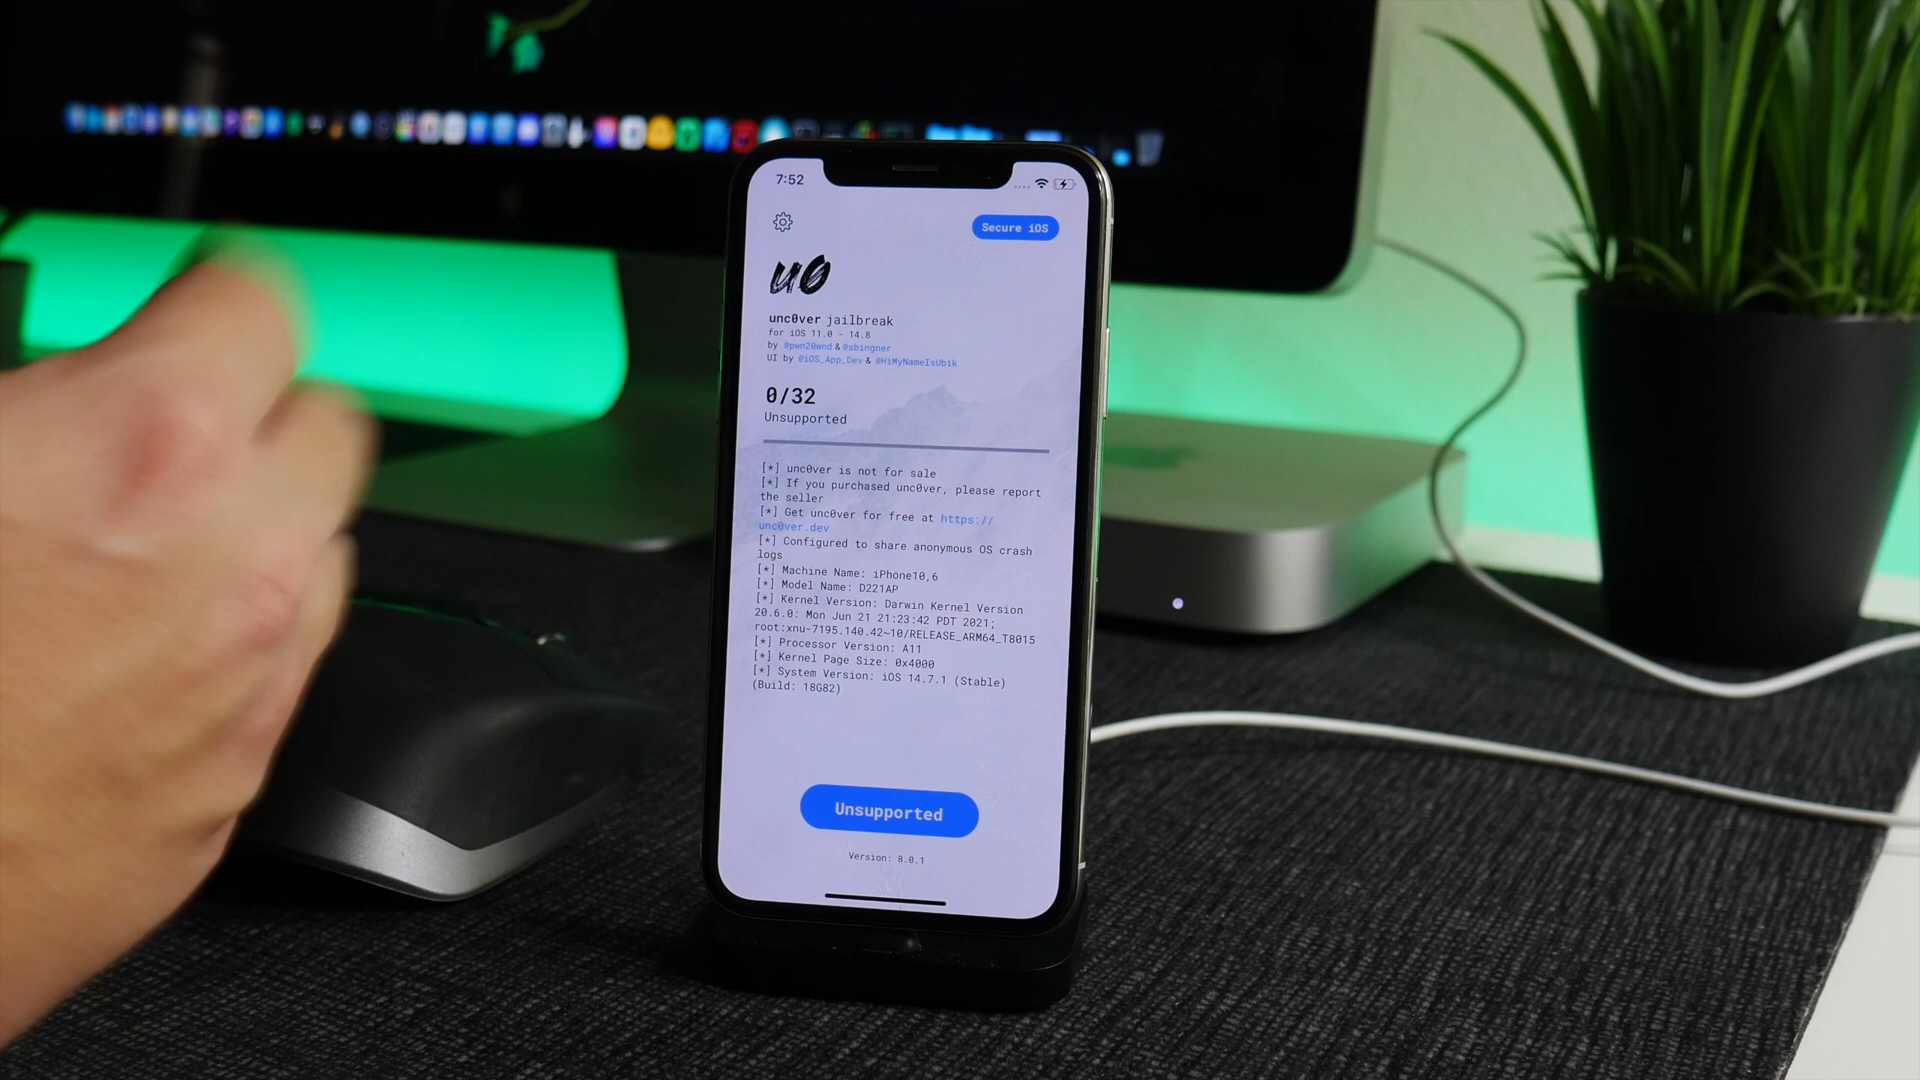 7:52
Secure iOS
u0
unc0ver jailbreak
for iOS 11.0 - 14.8
by @pwn20wnd & @sbingner
UI by @iOS_App_Dev & @HiMyNameIsUbik
0/32
Unsupported
[*] unc0ver is not for sale
[*] If you purchased unc0ver, please report
the seller
[*] Get unc0ver for free at https://
unc0ver.dev
[*] Configured to share anonymous OS crash
logs
[*] Machine Name: iPhone10,6
[*] Model Name: D221AP
[*] Kernel Version: Darwin Kernel Version
20.6.0: Mon Jun 21 21:23:42 PDT 2021;
root:xnu-7195.140.42~10/RELEASE_ARM64_T8015
[*] Processor Version: A11
[*] Kernel Page Size: 0x4000
[*] System Version: iOS 14.7.1 (Stable)
(Build: 18G82)
Unsupported
Version: 8.0.1